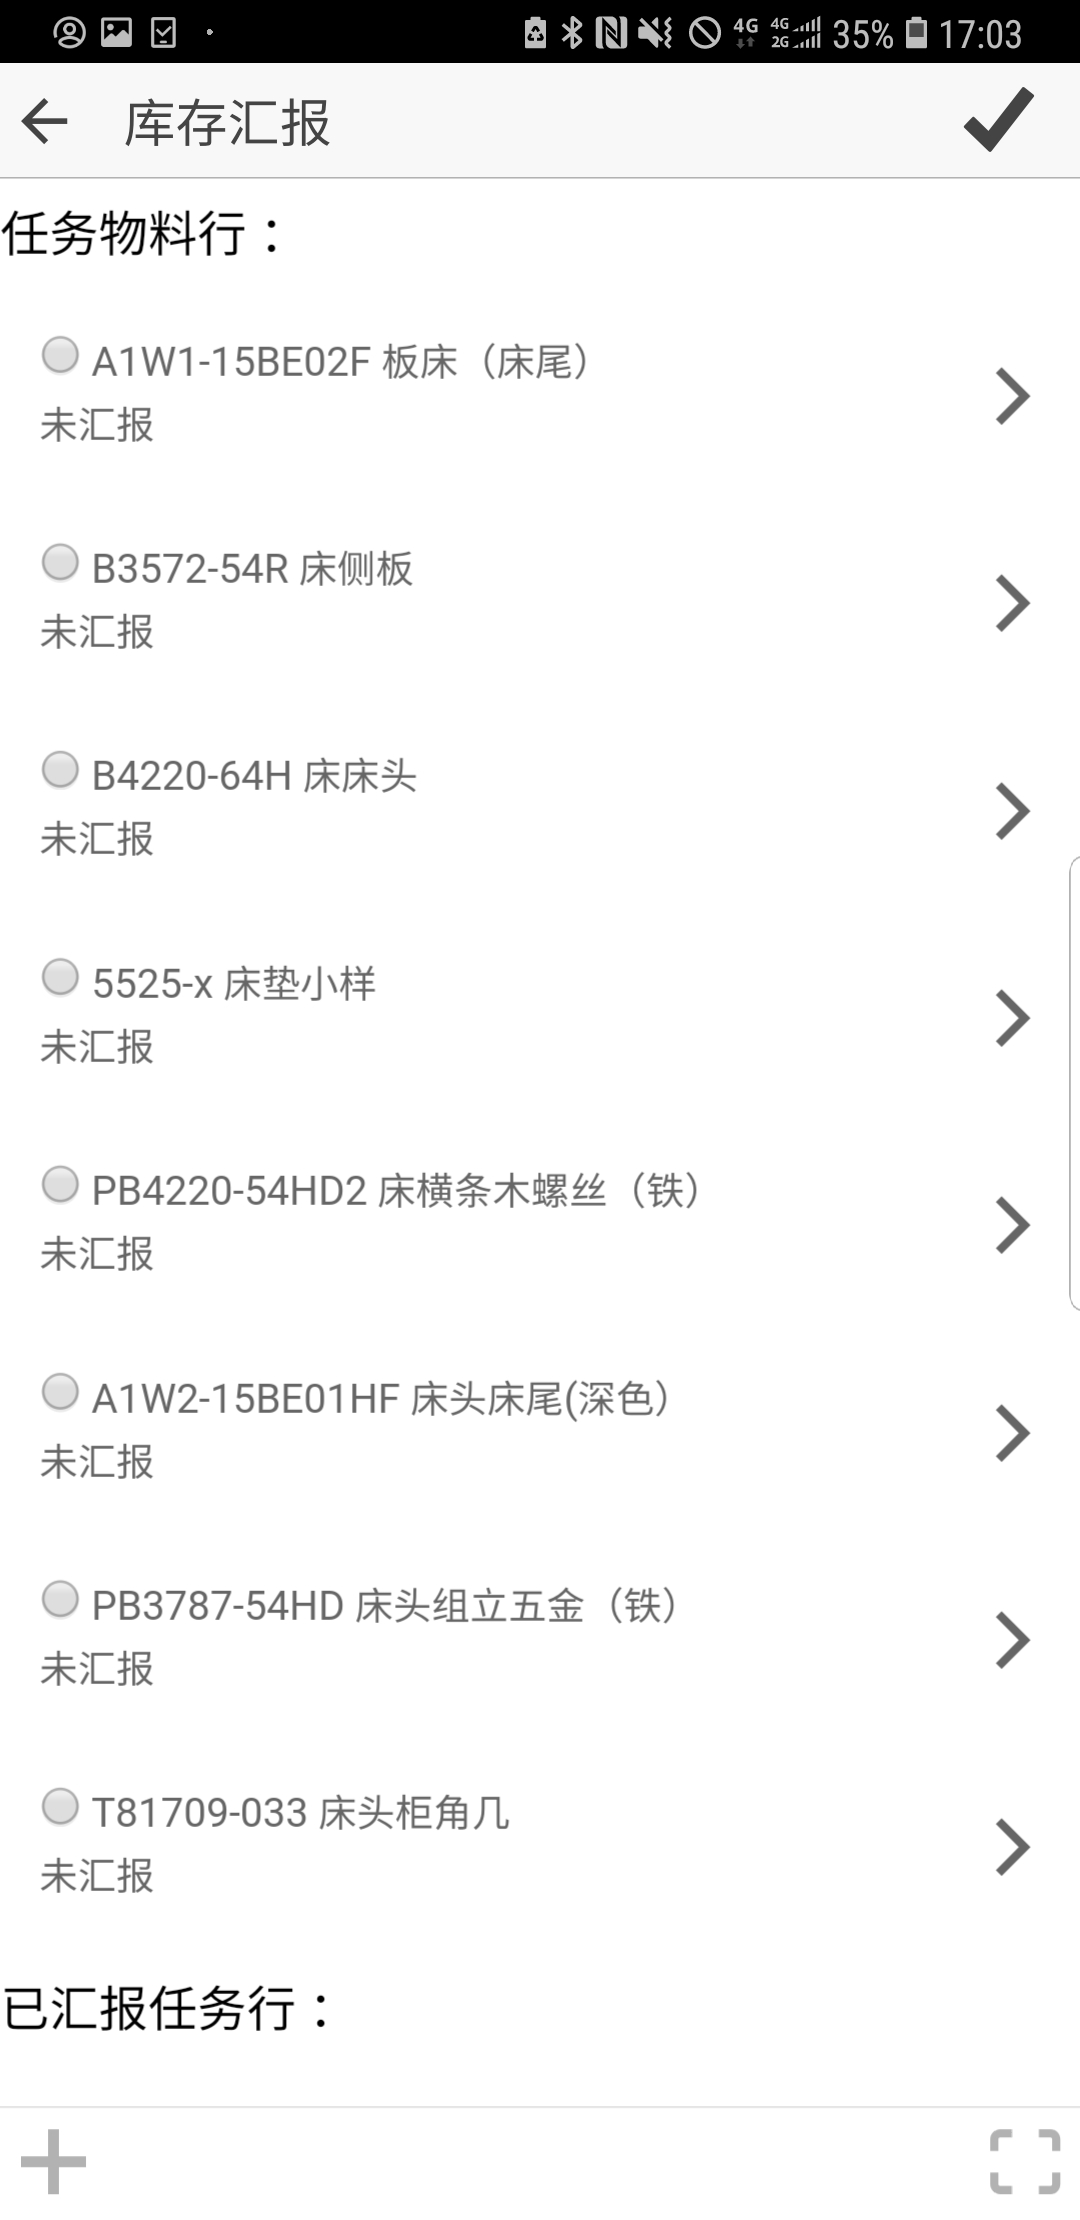 4G 4G 2G 35% 17:03
库存汇报
任务物料行：
A1W1-15BE02F 板床（床尾）
未汇报
B3572-54R 床侧板
未汇报
B4220-64H 床床头
未汇报
5525-x 床垫小样
未汇报
PB4220-54HD2 床横条木螺丝（铁）
未汇报
A1W2-15BE01HF 床头床尾(深色）
未汇报
PB3787-54HD 床头组立五金（铁）
未汇报
T81709-033 床头柜角几
未汇报
已汇报任务行：